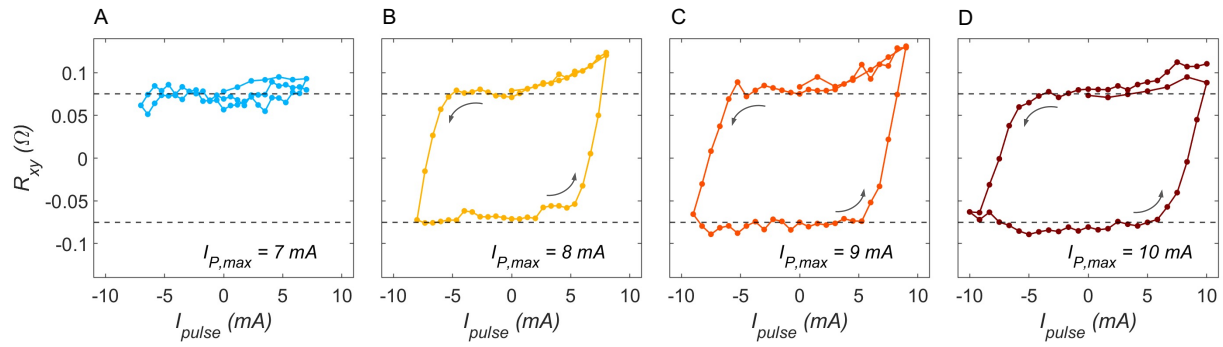 A B C D
R_xy (Ω)
0.1
0.05
0
-0.05
-0.1
I_P,max = 7 mA
I_P,max = 8 mA
I_P,max = 9 mA
I_P,max = 10 mA
-10 -5 0 5 10
-10 -5 0 5 10
-10 -5 0 5 10
-10 -5 0 5 10
I_pulse (mA)
I_pulse (mA)
I_pulse (mA)
I_pulse (mA)